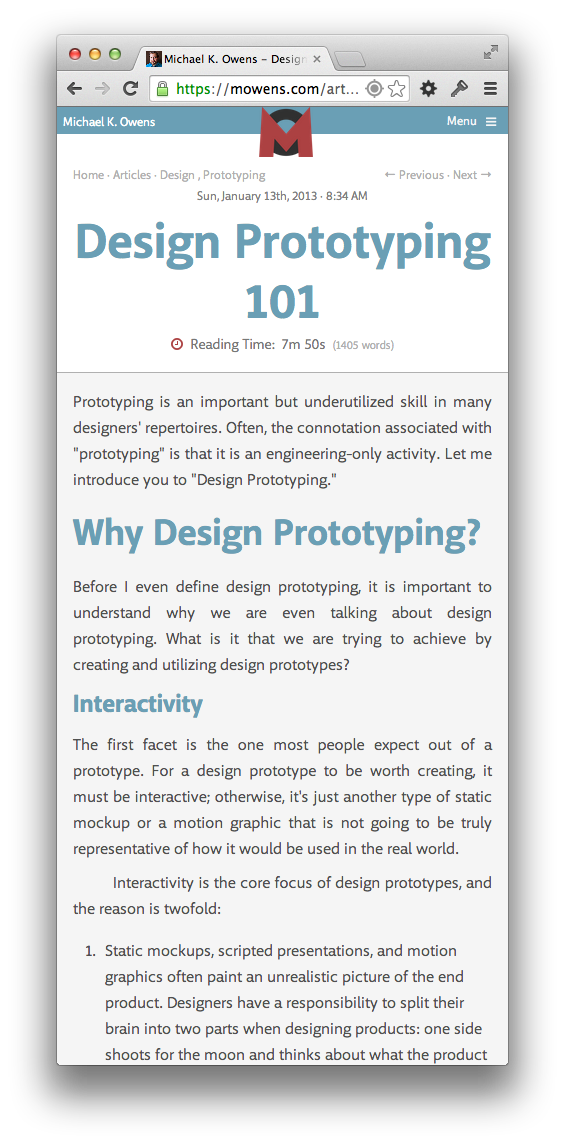 Michael K. Owens – Desig
https://mowens.com/art...
Michael K. Owens
M
Menu
Home · Articles · Design , Prototyping
← Previous · Next →
Sun, January 13th, 2013 · 8:34 AM
Design Prototyping
101
Reading Time: 7m 50s (1405 words)
Prototyping is an important but underutilized skill in many
designers' repertoires. Often, the connotation associated with
"prototyping" is that it is an engineering-only activity. Let me
introduce you to "Design Prototyping."
Why Design Prototyping?
Before I even define design prototyping, it is important to
understand why we are even talking about design
prototyping. What is it that we are trying to achieve by
creating and utilizing design prototypes?
Interactivity
The first facet is the one most people expect out of a
prototype. For a design prototype to be worth creating, it
must be interactive; otherwise, it's just another type of static
mockup or a motion graphic that is not going to be truly
representative of how it would be used in the real world.
Interactivity is the core focus of design prototypes, and
the reason is twofold:
1. Static mockups, scripted presentations, and motion
graphics often paint an unrealistic picture of the end
product. Designers have a responsibility to split their
brain into two parts when designing products: one side
shoots for the moon and thinks about what the product